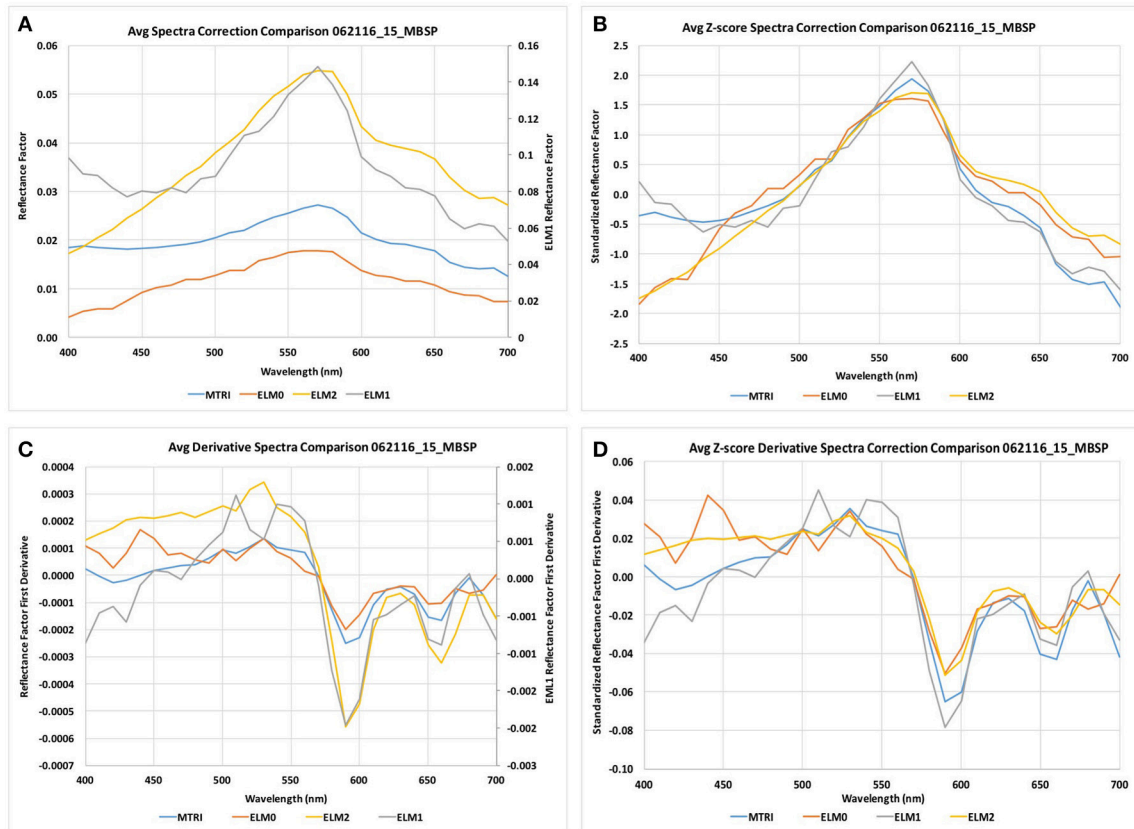 A
Avg Spectra Correction Comparison 062116_15_MBSP
0.06
0.05
0.04
0.03
0.02
0.01
0.00
Reflectance Factor
0.16
0.14
0.12
0.1
0.08
0.06
0.04
0.02
0
ELM1 Reflectance Factor
400 450 500 550 600 650 700
Wavelength (nm)
MTRI ELM0 ELM2 ELM1
B
Avg Z-score Spectra Correction Comparison 062116_15_MBSP
2.5
2.0
1.5
1.0
0.5
0.0
-0.5
-1.0
-1.5
-2.0
-2.5
Standardized Reflectance Factor
400 450 500 550 600 650 700
Wavelength (nm)
MTRI ELM0 ELM1 ELM2
C
Avg Derivative Spectra Comparison 062116_15_MBSP
0.0004
0.0003
0.0002
0.0001
0.0000
-0.0001
-0.0002
-0.0003
-0.0004
-0.0005
-0.0006
-0.0007
Reflectance Factor First Derivative
0.002
0.001
0.001
0.000
-0.001
-0.001
-0.002
-0.002
-0.003
EML1 Reflectance Factor First Derivative
400 450 500 550 600 650 700
Wavelength (nm)
MTRI ELM0 ELM2 ELM1
D
Avg Z-score Derivative Spectra Correction Comparison 062116_15_MBSP
0.06
0.04
0.02
0.00
-0.02
-0.04
-0.06
-0.08
-0.10
Standardized Reflectance Factor First Derivative
400 450 500 550 600 650 700
Wavelength (nm)
MTRI ELM0 ELM1 ELM2